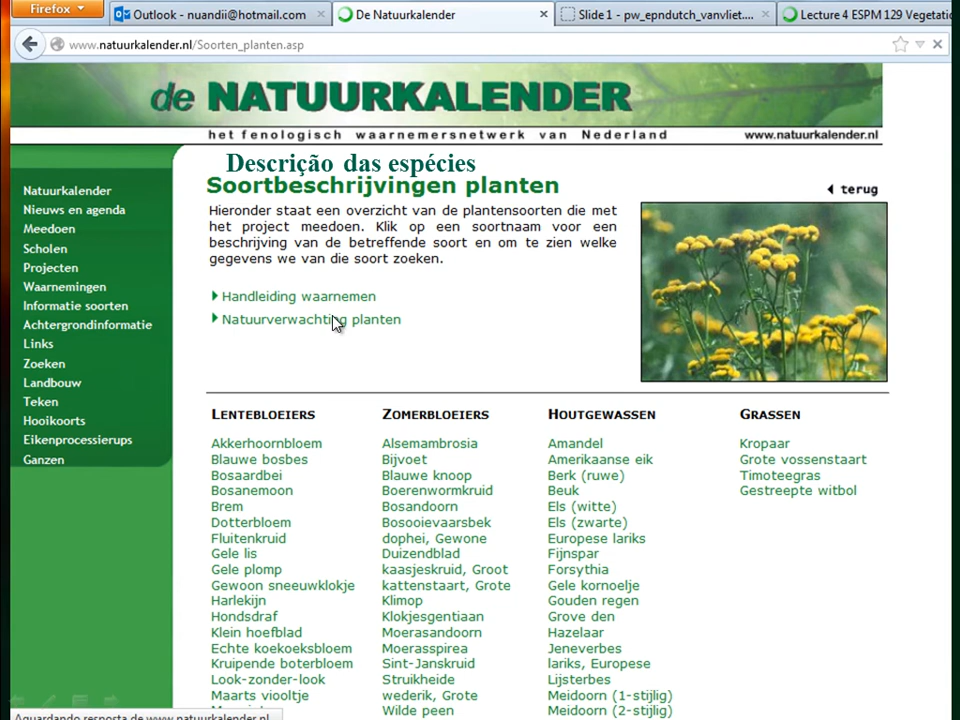 Firefox
Outlook - nuandii@hotmail.com
De Natuurkalender
Slide 1 - pw_epndutch_vanvliet....
Lecture 4 ESPM 129 Vegetatio
www.natuurkalender.nl/Soorten_planten.asp
de NATUURKALENDER
het fenologisch waarnemersnetwerk van Nederland
www.natuurkalender.nl
Descrição das espécies
Soortbeschrijvingen planten
terug
Hieronder staat een overzicht van de plantensoorten die met
het project meedoen. Klik op een soortnaam voor een
beschrijving van de betreffende soort en om te zien welke
gegevens we van die soort zoeken.
Handleiding waarnemen
Natuurverwachting planten
Natuurkalender
Nieuws en agenda
Meedoen
Scholen
Projecten
Waarnemingen
Informatie soorten
Achtergrondinformatie
Links
Zoeken
Landbouw
Teken
Hooikoorts
Eikenprocessierups
Ganzen
LENTEBLOEIERS
Akkerhoornbloem
Blauwe bosbes
Bosaardbei
Bosanemoon
Brem
Dotterbloem
Fluitenkruid
Gele lis
Gele plomp
Gewoon sneeuwklokje
Harlekijn
Hondsdraf
Klein hoefblad
Echte koekoeksbloem
Kruipende boterbloem
Look-zonder-look
Maarts viooltje
ZOMERBLOEIERS
Alsemambrosia
Bijvoet
Blauwe knoop
Boerenwormkruid
Bosandoorn
Bosooievaarsbek
dophei, Gewone
Duizendblad
kaasjeskruid, Groot
kattenstaart, Grote
Klimop
Klokjesgentiaan
Moerasandoorn
Moerasspirea
Sint-Janskruid
Struikheide
wederik, Grote
Wilde peen
HOUTGEWASSEN
Amandel
Amerikaanse eik
Berk (ruwe)
Beuk
Els (witte)
Els (zwarte)
Europese lariks
Fijnspar
Forsythia
Gele kornoelje
Gouden regen
Grove den
Hazelaar
Jeneverbes
lariks, Europese
Lijsterbes
Meidoorn (1-stijlig)
Meidoorn (2-stijlig)
GRASSEN
Kropaar
Grote vossenstaart
Timoteegras
Gestreepte witbol
Aguardando resposta de www.natuurkalender.nl